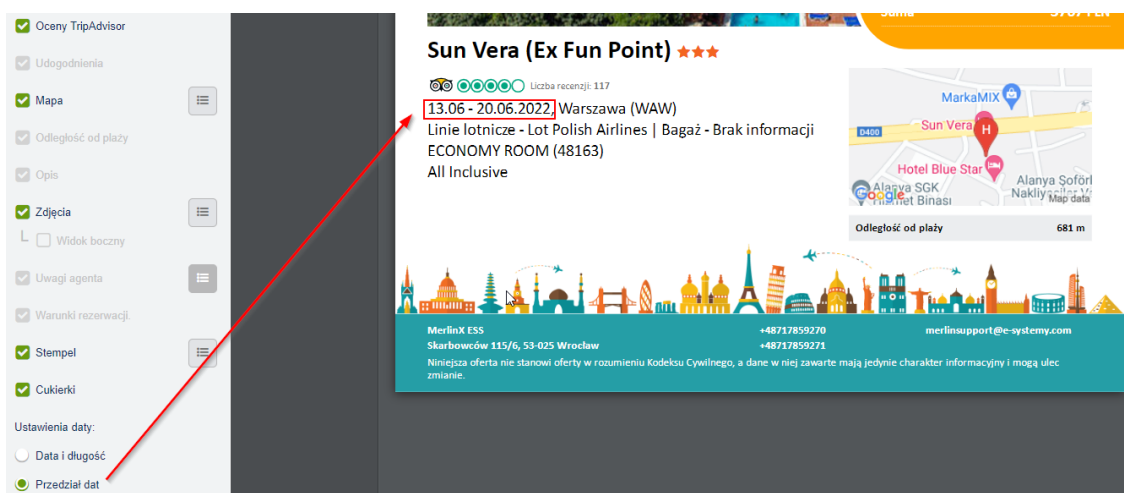 Oceny TripAdvisor
Udogodnienia
Mapa
Odległość od plaży
Opis
Zdjęcia
Widok boczny
Uwagi agenta
Warunki rezerwacji.
Stempel
Cukierki
Ustawienia daty:
Data i długość
Przedział dat
Sun Vera (Ex Fun Point)
Liczba recenzji: 117
13.06 - 20.06.2022, Warszawa (WAW)
Linie lotnicze - Lot Polish Airlines | Bagaż - Brak informacji
ECONOMY ROOM (48163)
All Inclusive
MarkaMIX
D400
Sun Vera
H
Hotel Blue Star
Alanya SGK
Hizmet Binası
Google
Alanya Şoförl
Map data
Odległość od plaży 681 m
MerlinX ESS +48717859270 merlinsupport@e-systemy.com
Skarbowców 115/6, 53-025 Wrocław +48717859271
Niniejsza oferta nie stanowi oferty w rozumieniu Kodeksu Cywilnego, a dane w niej zawarte mają jedynie charakter informacyjny i mogą ulec
zmianie.